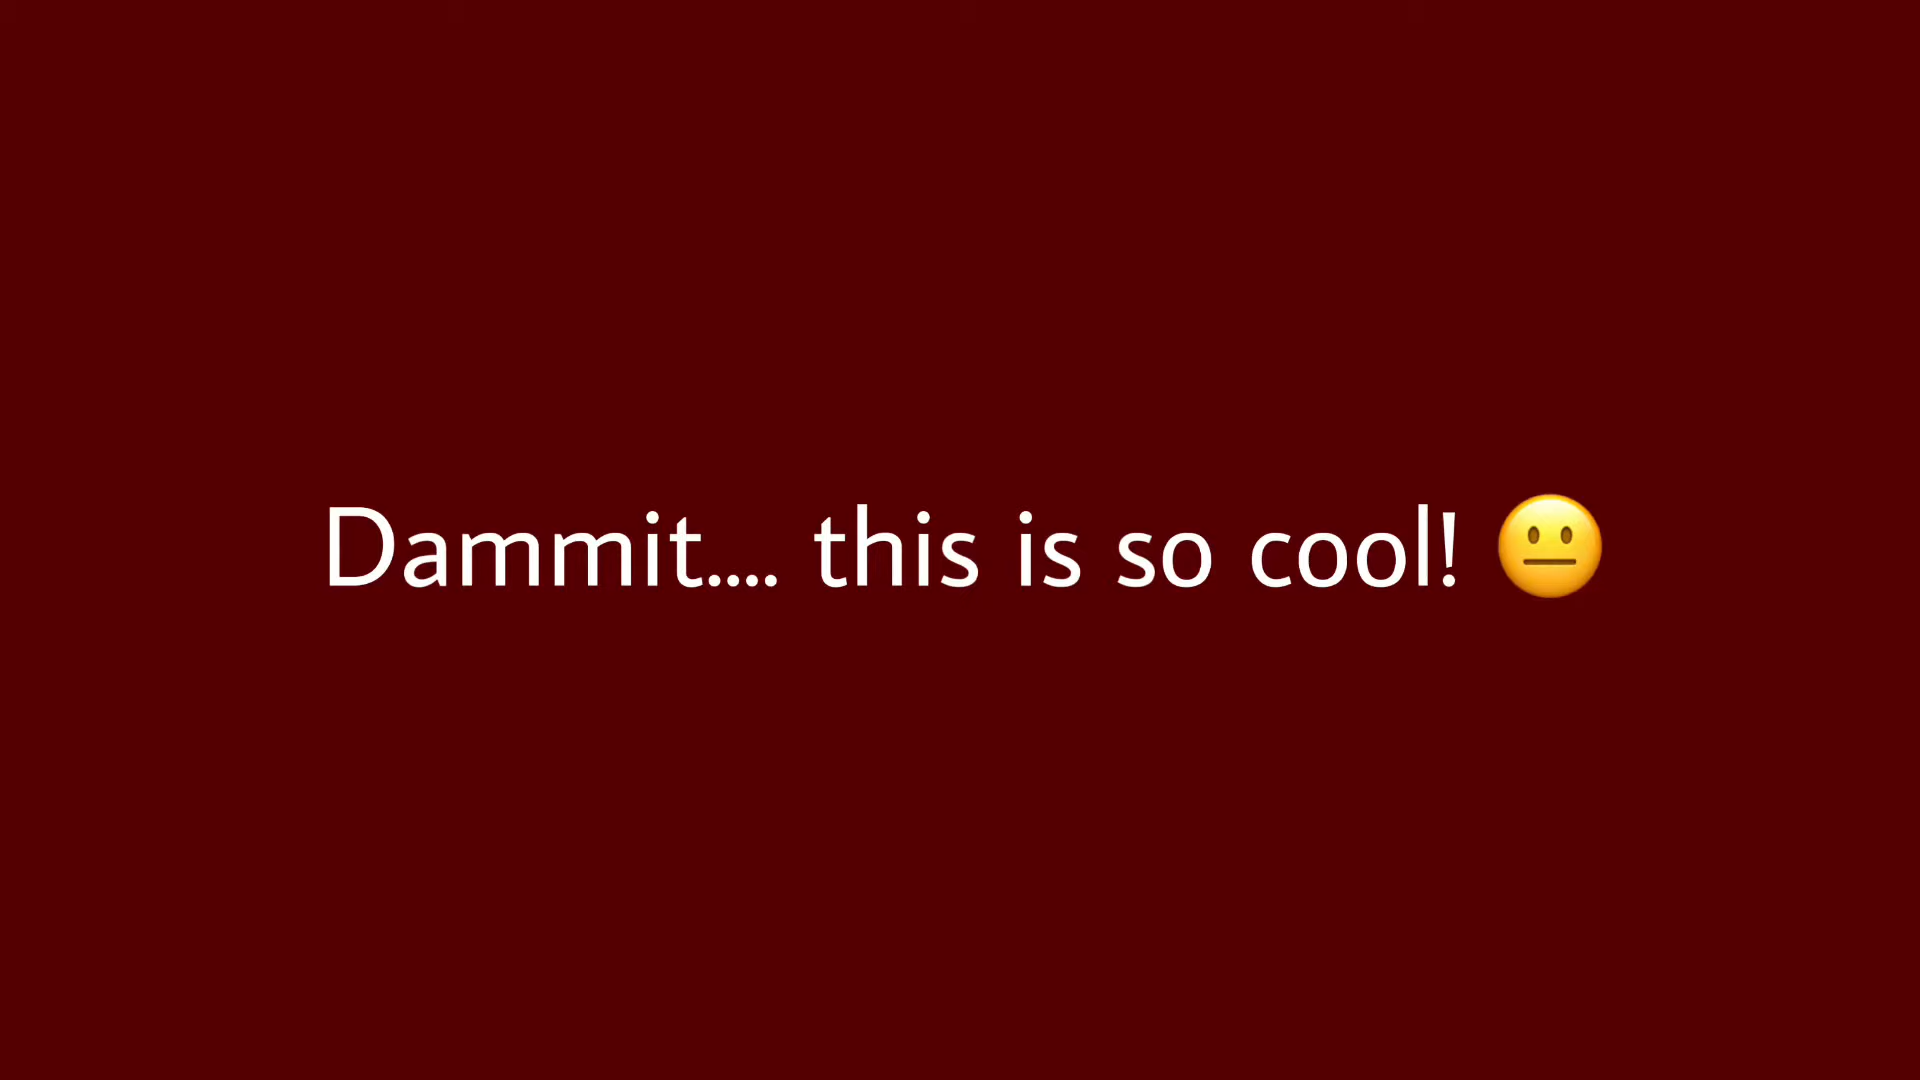 Dammit.... this is so cool! 😐